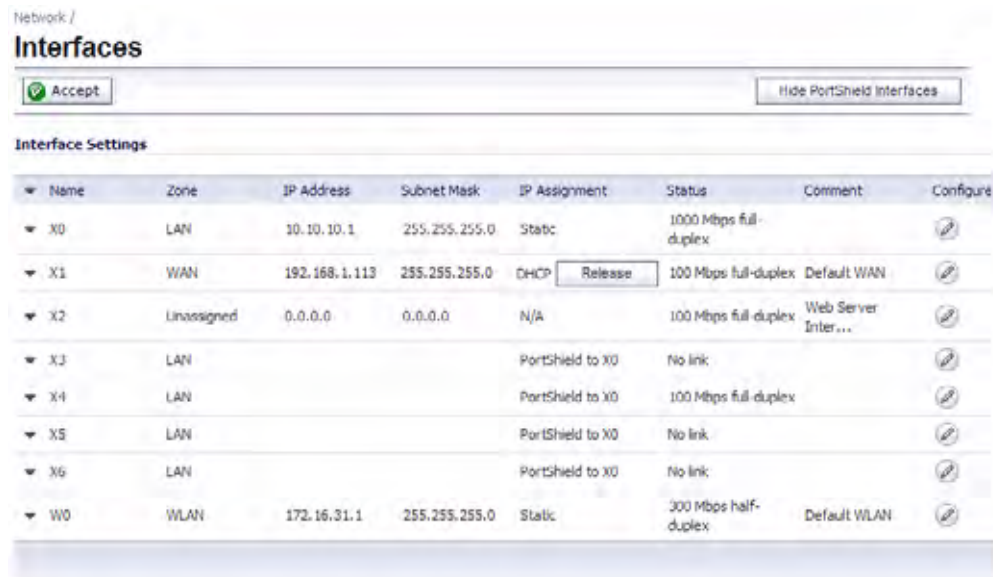 Network /
Interfaces
Accept
Hide PortShield Interfaces
Interface Settings
Name Zone IP Address Subnet Mask IP Assignment Status Comment Configure
X0 LAN 10.10.10.1 255.255.255.0 Static 1000 Mbps full-
duplex
X1 WAN 192.168.1.113 255.255.255.0 DHCP Release 100 Mbps full-duplex Default WAN
X2 Unassigned 0.0.0.0 0.0.0.0 N/A 100 Mbps full-duplex Web Server
Inter...
X3 LAN PortShield to X0 No link
X4 LAN PortShield to X0 100 Mbps full-duplex
X5 LAN PortShield to X0 No link
X6 LAN PortShield to X0 No link
W0 WLAN 172.16.31.1 255.255.255.0 Static 300 Mbps half-
duplex Default WLAN